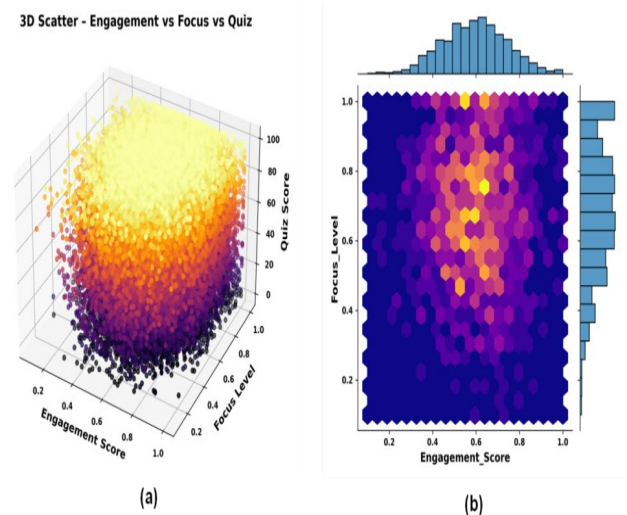 3D Scatter – Engagement vs Focus vs Quiz
100
80
60
40
20
0
Quiz Score
1.0
0.8
0.6
0.4
0.2
Focus Level
0.2
0.4
0.6
0.8
1.0
Engagement Score
(a)
1.0
0.8
0.6
0.4
0.2
Focus_Level
0.2 0.4 0.6 0.8 1.0
Engagement_Score
(b)